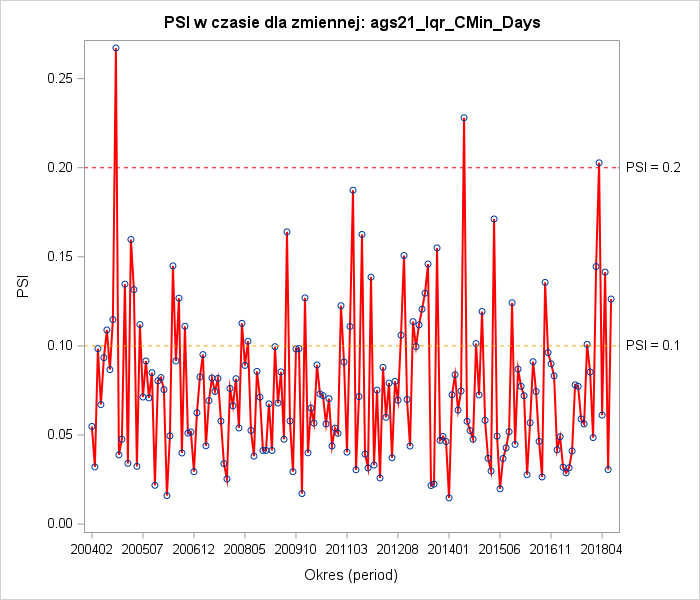 PSI w czasie dla zmiennej: ags21_Iqr_CMin_Days
0.25
0.20
0.15
0.10
0.05
0.00
PSI
PSI = 0.2
PSI = 0.1
200402 200507 200612 200805 200910 201103 201208 201401 201506 201611 201804
Okres (period)